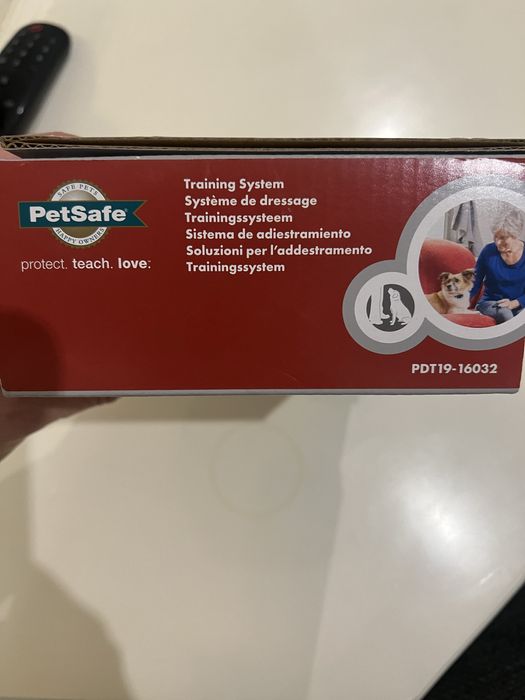 SAFE PETS
PetSafe®
HAPPY OWNERS
protect. teach. love.
Training System
Système de dressage
Trainingssysteem
Sistema de adiestramiento
Soluzioni per l'addestramento
Trainingssystem
PDT19-16032